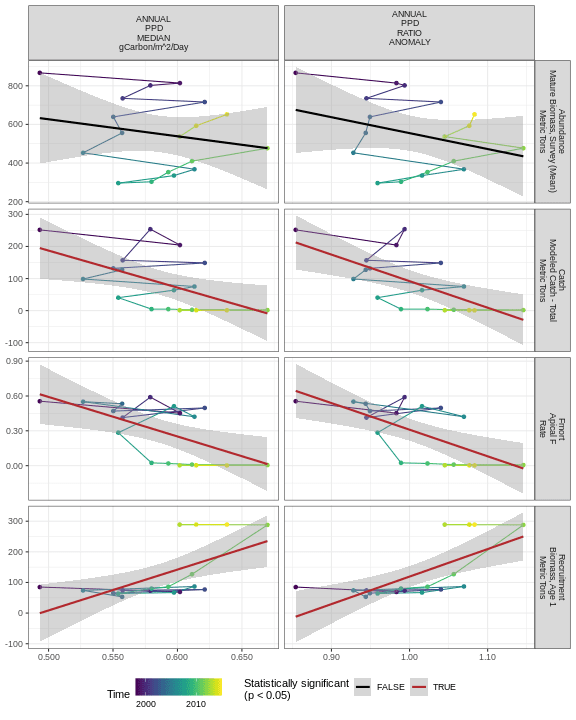 ANNUAL
PPD
MEDIAN
gCarbon/m^2/Day
ANNUAL
PPD
RATIO
ANOMALY
800
600
400
200
Abundance
Mature Biomass, Survey (Mean)
Metric Tons
300
200
100
0
-100
Catch
Modeled Catch - Total
Metric Tons
0.90
0.60
0.30
0.00
Fmort
Apical F
Rate
300
200
100
0
-100
Recruitment
Biomass, Age 1
Metric Tons
0.500 0.550 0.600 0.650
0.90 1.00 1.10
Time
2000 2010
Statistically significant
(p < 0.05)
FALSE TRUE